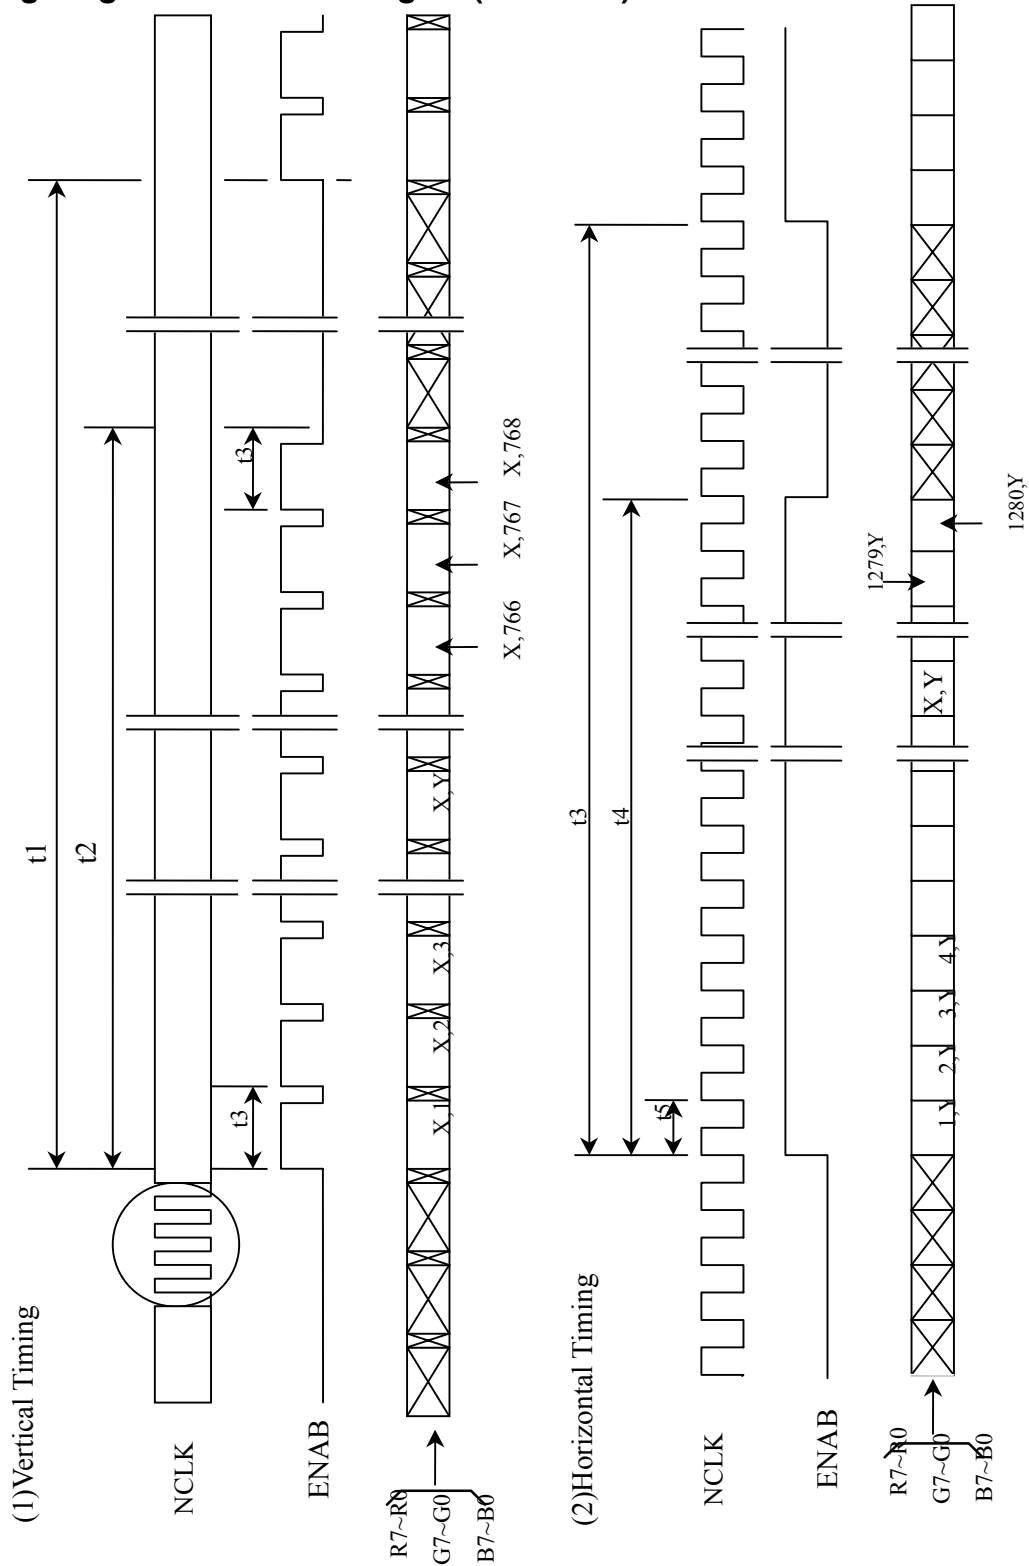 (1)Vertical Timing
t1
t2
t3
t3
NCLK
ENAB
R7~R0
G7~G0
B7~B0
X,1
X,2
X,3
X,Y
X,766
X,767
X,768
(2)Horizontal Timing
t3
t4
t5
NCLK
ENAB
R7~R0
G7~G0
B7~B0
1,Y
2,Y
3,Y
4,Y
X,Y
1279,Y
1280,Y